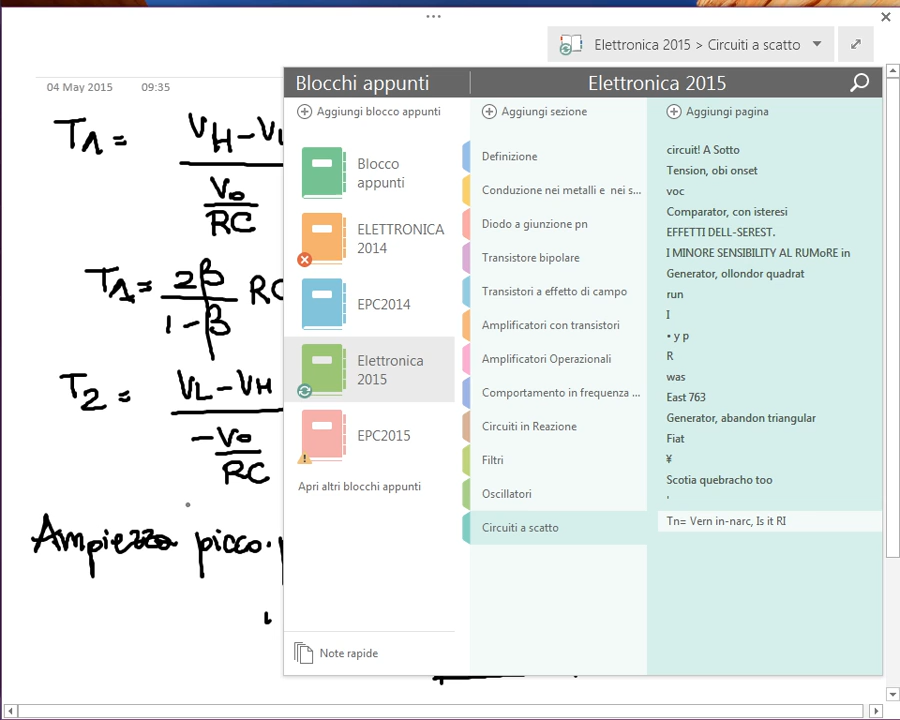 Elettronica 2015 > Circuiti a scatto
04 May 2015 09:35
T1 = VH - V
Vo
RC
T1 = 2β RC
1 - β
T2 = VL - VH
-Vo
RC
Ampiezza picco.
Blocchi appunti
Aggiungi blocco appunti
Blocco appunti
ELETTRONICA 2014
EPC2014
Elettronica 2015
EPC2015
Apri altri blocchi appunti
Note rapide
Elettronica 2015
Aggiungi sezione
Definizione
Conduzione nei metalli e nei s...
Diodo a giunzione pn
Transistore bipolare
Transistori a effetto di campo
Amplificatori con transistori
Amplificatori Operazionali
Comportamento in frequenza ...
Circuiti in Reazione
Filtri
Oscillatori
Circuiti a scatto
Aggiungi pagina
circuit! A Sotto
Tension, obi onset
voc
Comparator, con isteresi
EFFETTI DELL-SEREST.
I MINORE SENSIBILITY AL RUMoRE in
Generator, ollondor quadrat
run
I
• y p
R
was
East 763
Generator, abandon triangular
Fiat
¥
Scotia quebracho too
'
Tn= Vern in-narc, Is it RI